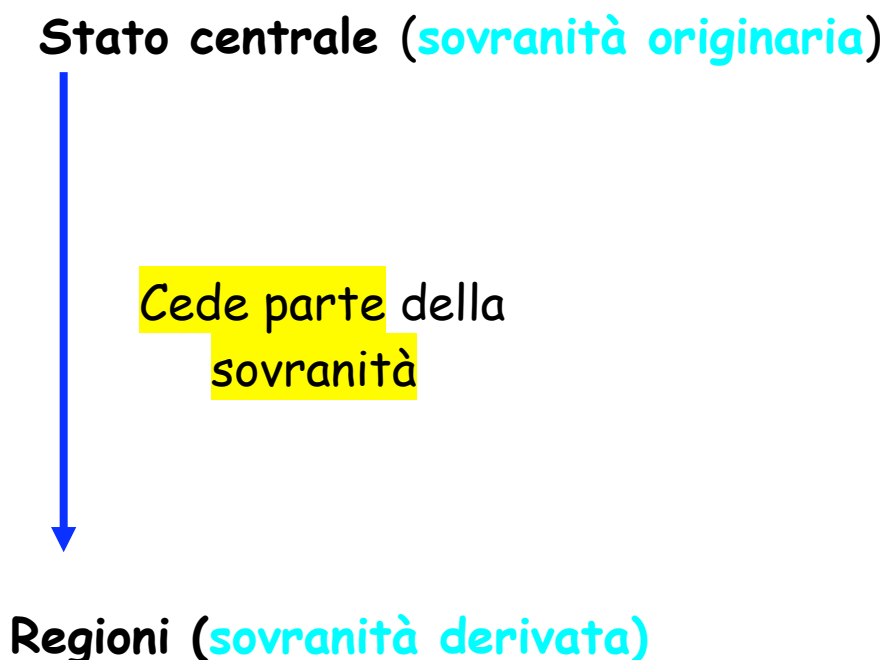 Stato centrale (sovranità originaria)
Cede parte della
sovranità
Regioni (sovranità derivata)